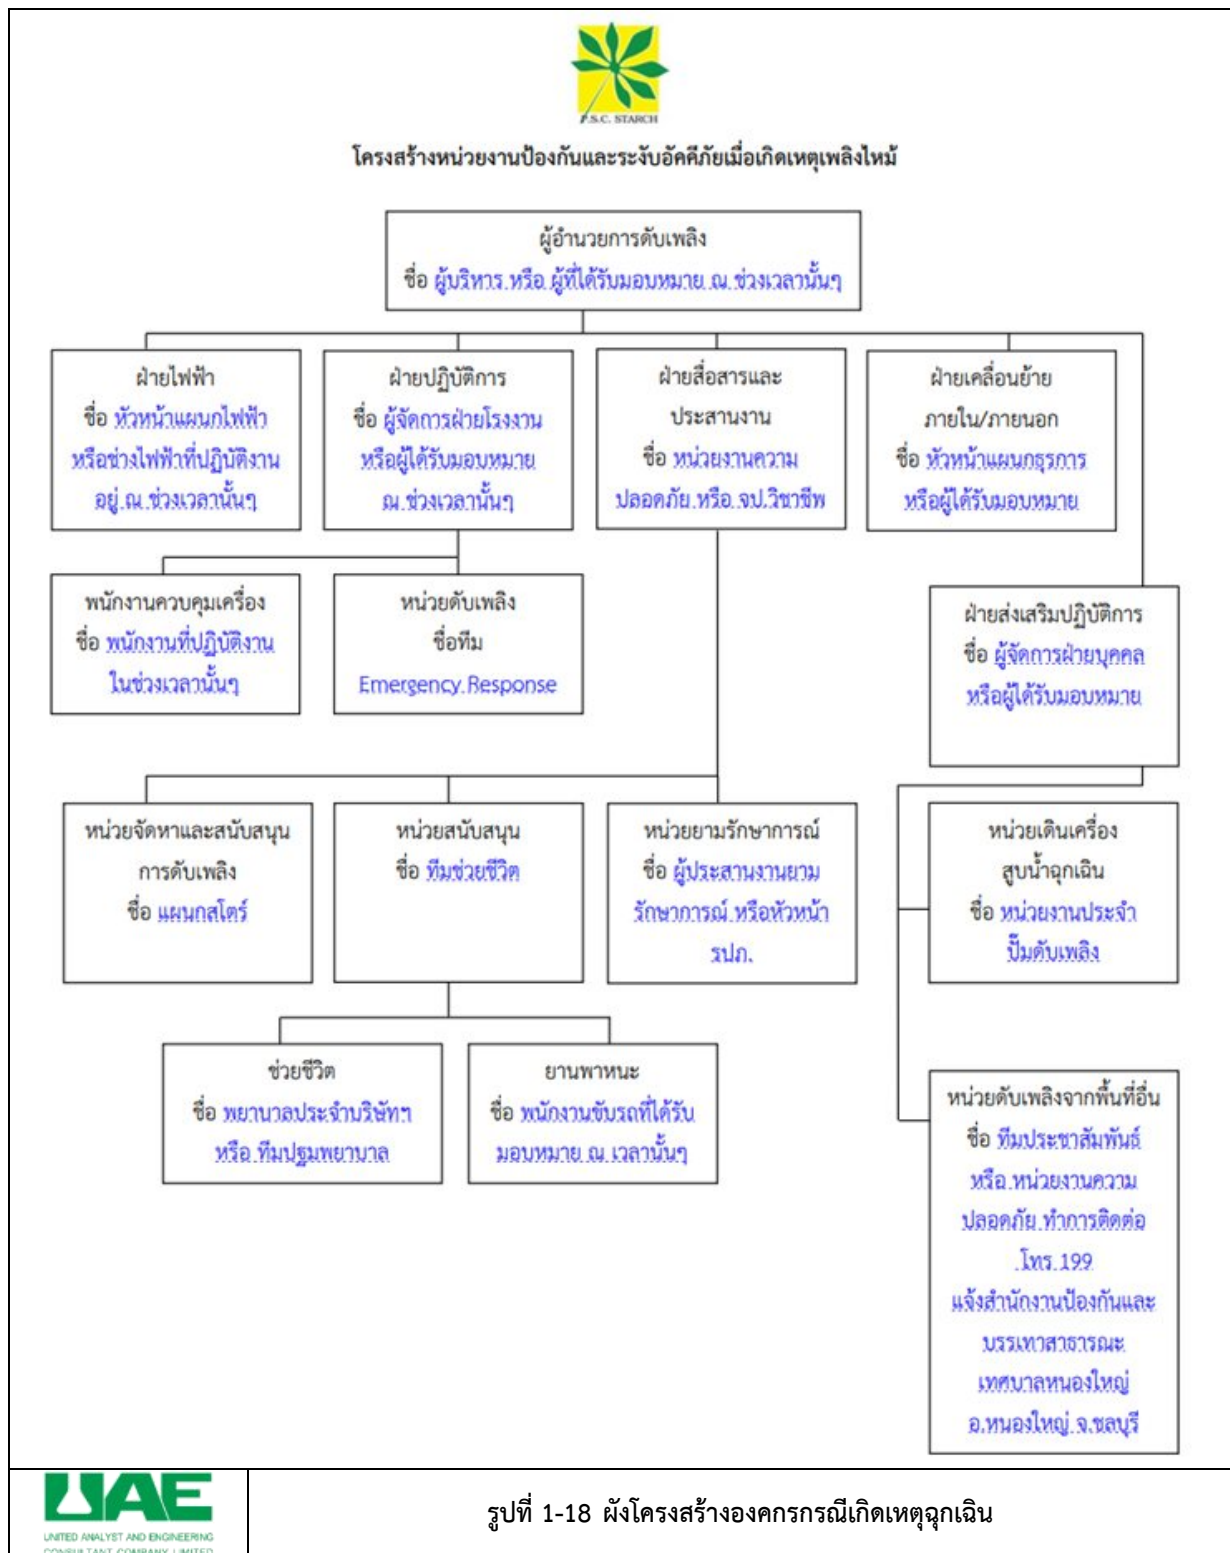 P.S.C. STARCH
โครงสร้างหน่วยงานป้องกันและระงับอัคคีภัยเมื่อเกิดเหตุเพลิงไหม้
ผู้อำนวยการดับเพลิง
ชื่อ ผู้บริหาร หรือ ผู้ที่ได้รับมอบหมาย ณ ช่วงเวลานั้นๆ
ฝ่ายไฟฟ้า
ชื่อ หัวหน้าแผนกไฟฟ้า
หรือช่างไฟฟ้าที่ปฏิบัติงาน
อยู่ ณ ช่วงเวลานั้นๆ
ฝ่ายปฏิบัติการ
ชื่อ ผู้จัดการฝ่ายโรงงาน
หรือผู้ได้รับมอบหมาย
ณ ช่วงเวลานั้นๆ
ฝ่ายสื่อสารและ
ประสานงาน
ชื่อ หน่วยงานความ
ปลอดภัย หรือ จป.วิชาชีพ
ฝ่ายเคลื่อนย้าย
ภายใน/ภายนอก
ชื่อ หัวหน้าแผนกธุรการ
หรือผู้ได้รับมอบหมาย
พนักงานควบคุมเครื่อง
ชื่อ พนักงานที่ปฏิบัติงาน
ในช่วงเวลานั้นๆ
หน่วยดับเพลิง
ชื่อทีม
Emergency Response
ฝ่ายส่งเสริมปฏิบัติการ
ชื่อ ผู้จัดการฝ่ายบุคคล
หรือผู้ได้รับมอบหมาย
หน่วยจัดหาและสนับสนุน
การดับเพลิง
ชื่อ แผนกสโตร์
หน่วยสนับสนุน
ชื่อ ทีมช่วยชีวิต
หน่วยยามรักษาการณ์
ชื่อ ผู้ประสานงานยาม
รักษาการณ์ หรือหัวหน้า
รปภ.
หน่วยเดินเครื่อง
สูบน้ำฉุกเฉิน
ชื่อ หน่วยงานประจำ
ปั๊มดับเพลิง
ช่วยชีวิต
ชื่อ พยาบาลประจำบริษัทฯ
หรือ ทีมปฐมพยาบาล
ยานพาหนะ
ชื่อ พนักงานขับรถที่ได้รับ
มอบหมาย ณ เวลานั้นๆ
หน่วยดับเพลิงจากพื้นที่อื่น
ชื่อ ทีมประชาสัมพันธ์
หรือ หน่วยงานความ
ปลอดภัย ทำการติดต่อ
โทร 199
แจ้งสำนักงานป้องกันและ
บรรเทาสาธารณะ
เทศบาลหนองใหญ่
อ.หนองใหญ่ จ.ชลบุรี
UAE
UNITED ANALYST AND ENGINEERING
CONSULTANT COMPANY LIMITED
รูปที่ 1-18 ผังโครงสร้างองคกรกรณีเกิดเหตุฉุกเฉิน